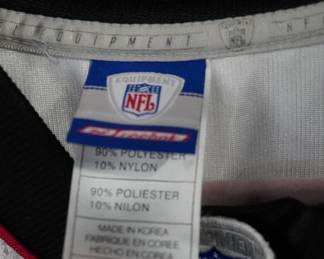 EQUIPMENT NF
EQUIPMENT
NFL
Reebok
90% POLYESTER
10% NYLON
90% POLIESTER
10% NILON
MADE IN KOREA
FABRIQUE EN COREE
HECHO EN COREA